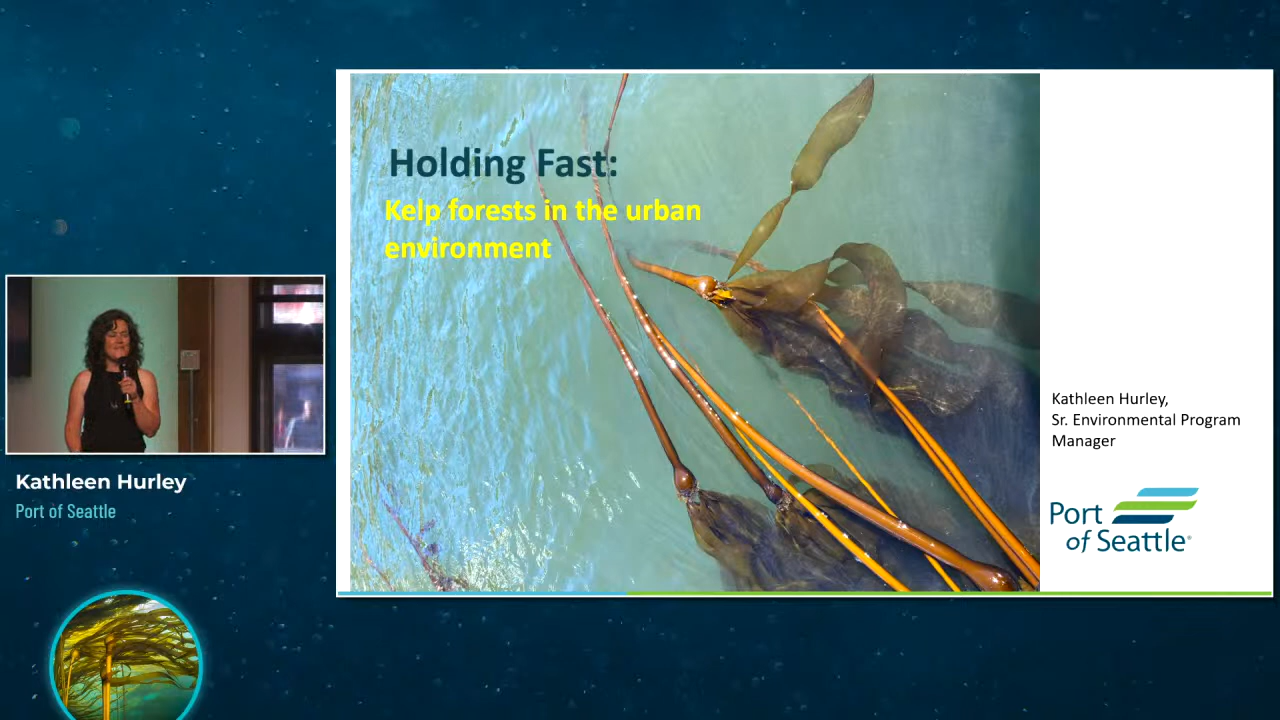 Holding Fast:
Kelp forests in the urban
environment
Kathleen Hurley,
Sr. Environmental Program
Manager
Port
of Seattle
Kathleen Hurley
Port of Seattle